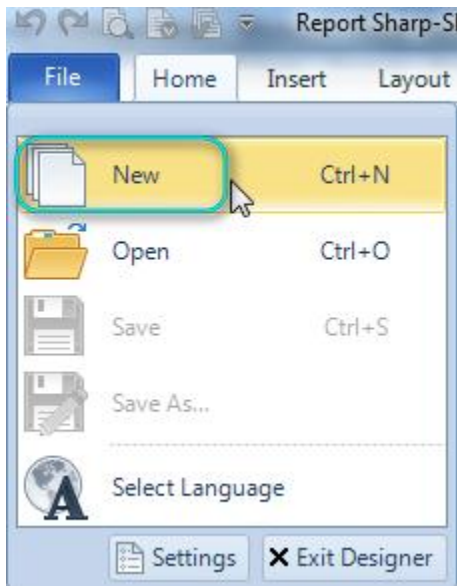 Report Sharp-Sl
File Home Insert Layout
New Ctrl+N
Open Ctrl+O
Save Ctrl+S
Save As...
Select Language
Settings Exit Designer